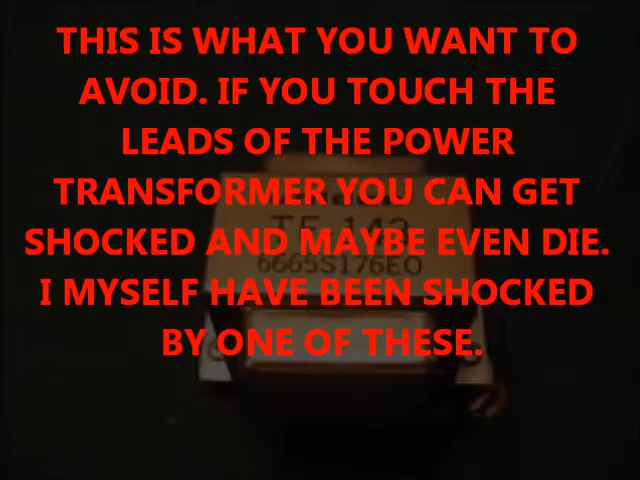 THIS IS WHAT YOU WANT TO
AVOID. IF YOU TOUCH THE
LEADS OF THE POWER
TRANSFORMER YOU CAN GET
SHOCKED AND MAYBE EVEN DIE.
I MYSELF HAVE BEEN SHOCKED
BY ONE OF THESE.
6665S176E0